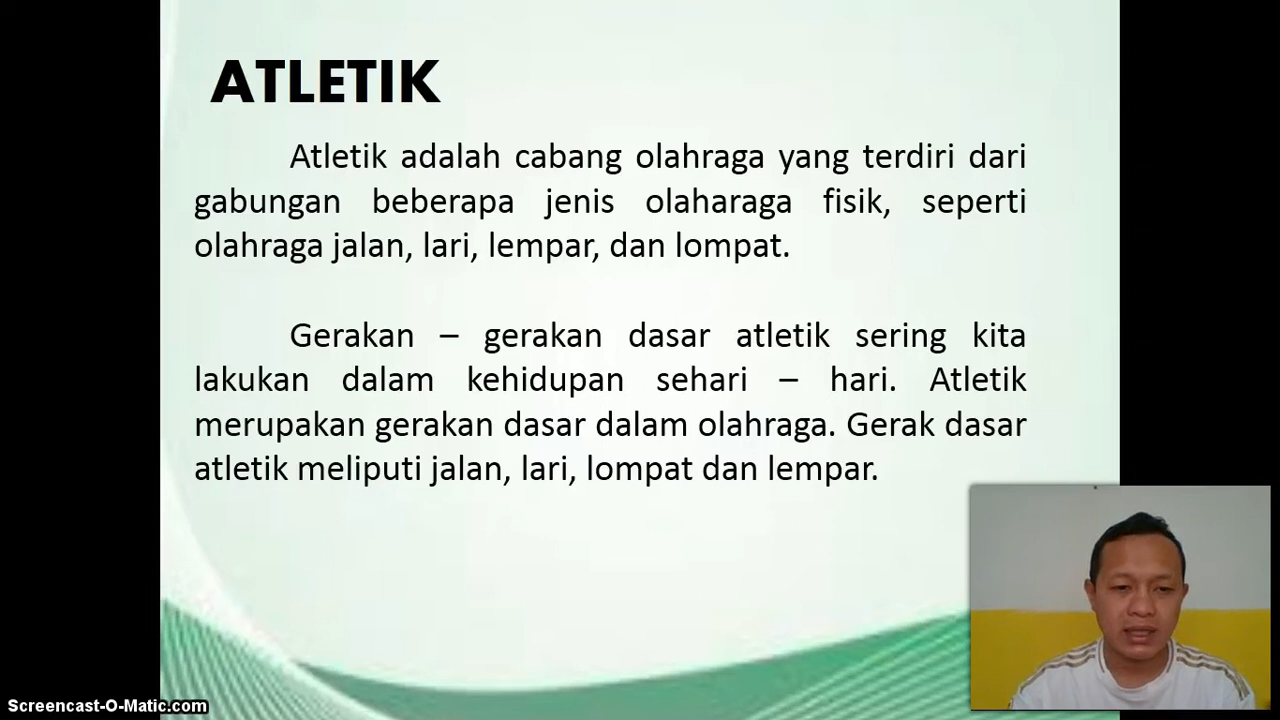 ATLETIK
Atletik adalah cabang olahraga yang terdiri dari
gabungan beberapa jenis olaharaga fisik, seperti
olahraga jalan, lari, lempar, dan lompat.
Gerakan – gerakan dasar atletik sering kita
lakukan dalam kehidupan sehari – hari. Atletik
merupakan gerakan dasar dalam olahraga. Gerak dasar
atletik meliputi jalan, lari, lompat dan lempar.
Screencast-O-Matic.com